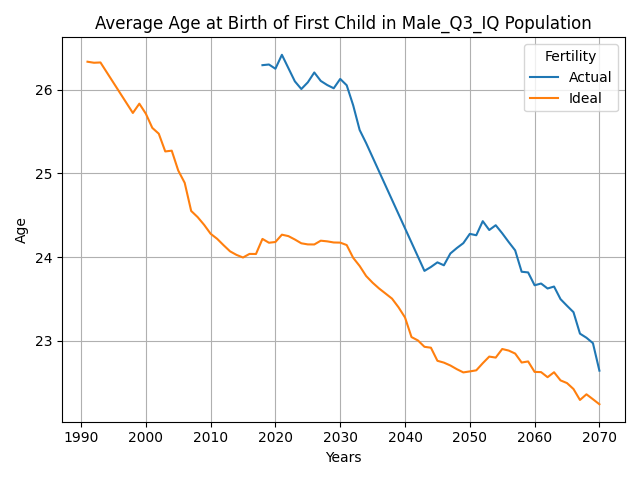 Average Age at Birth of First Child in Male_Q3_IQ Population
Fertility
Actual
Ideal
Age
26
25
24
23
1990
2000
2010
2020
2030
2040
2050
2060
2070
Years